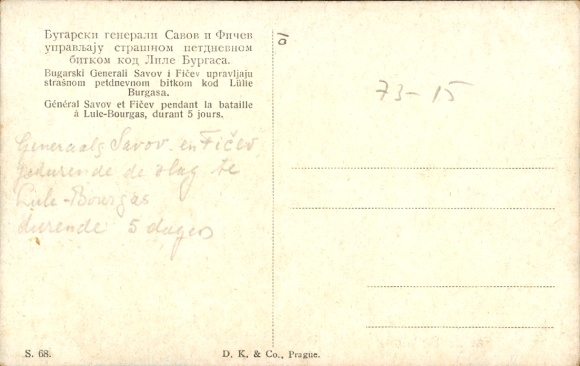 Бугарски генерали Савов и Фичев
управљају страшном петдневном
битком код Лиле Бургаса.
Bugarski Generali Savov i Fičev upravljaju
strašnom petdnevnom bitkom kod Lülie
Burgasa.
Général Savov et Fičev pendant la bataille
à Lule-Bourgas, durant 5 jours.
Generaals Savov en Fičev
gedurende de slag te
Lule-Bourgas
durende 5 dagen
10
73-15
S. 68.
D. K. & Co., Prague.